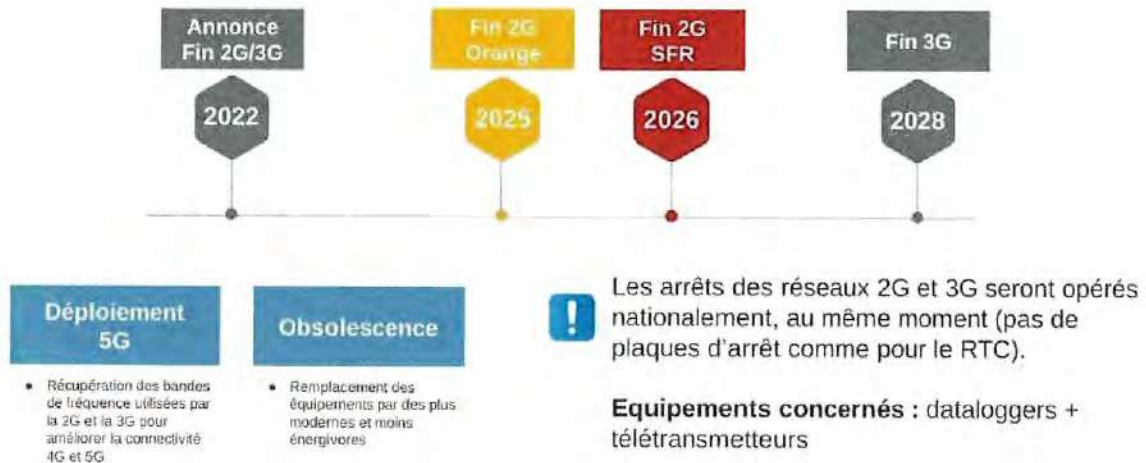 Annonce
Fin 2G/3G
Fin 2G
Orange
Fin 2G
SFR
Fin 3G
2022
2025
2026
2028
Déploiement
5G
Obsolescence
• Récupération des bandes
de fréquence utilisées par
la 2G et la 3G pour
améliorer la connectivité
4G et 5G
• Remplacement des
équipements par des plus
modernes et moins
énergivores
!
Les arrêts des réseaux 2G et 3G seront opérés
nationalement, au même moment (pas de
plaques d'arrêt comme pour le RTC).
Equipements concernés : dataloggers +
télétransmetteurs